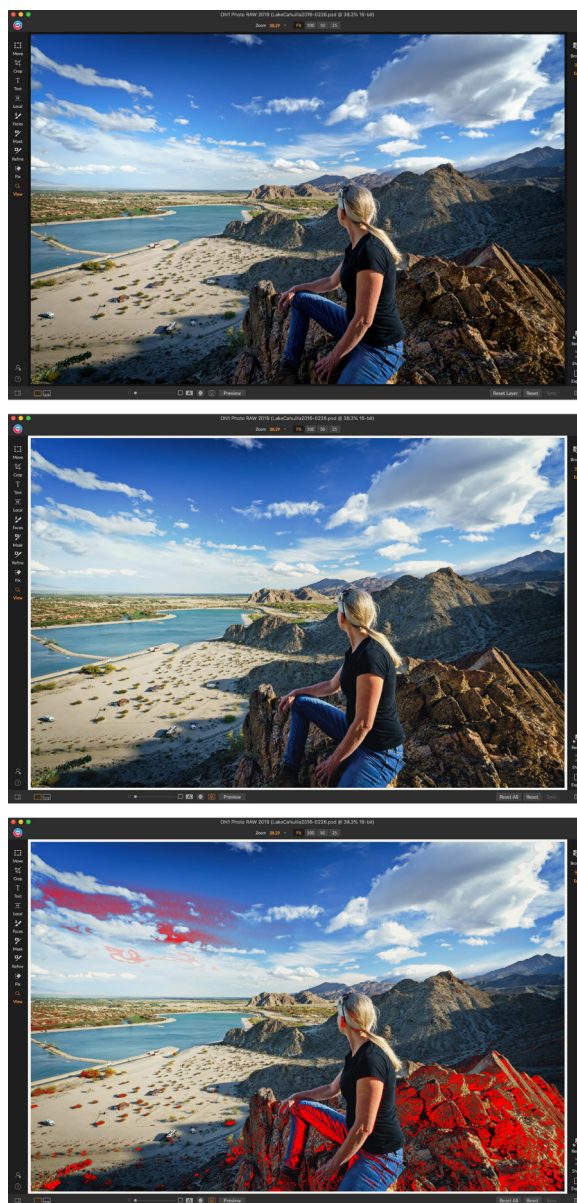 ON1 Photo RAW 2019 (LakeCahuilla2016-0226.psd @ 38.3% 16-bit)
Zoom 38.29 Fit 100 50 25
Move
Crop
Text
Local
Faces
Mask
Refine
Fix
View
Preview Reset Layer Reset
ON1 Photo RAW 2019 (LakeCahuilla2016-0226.psd @ 38.3% 16-bit)
Zoom 38.29 Fit 100 50 25
Move
Crop
Text
Local
Faces
Mask
Refine
Fix
View
A Preview Reset All Reset
ON1 Photo RAW 2019 (LakeCahuilla2016-0226.psd @ 38.3% 16-bit)
Zoom 38.29 Fit 100 50 25
Move
Crop
Text
Local
Faces
Mask
Refine
Fix
View
A Preview Reset All Reset